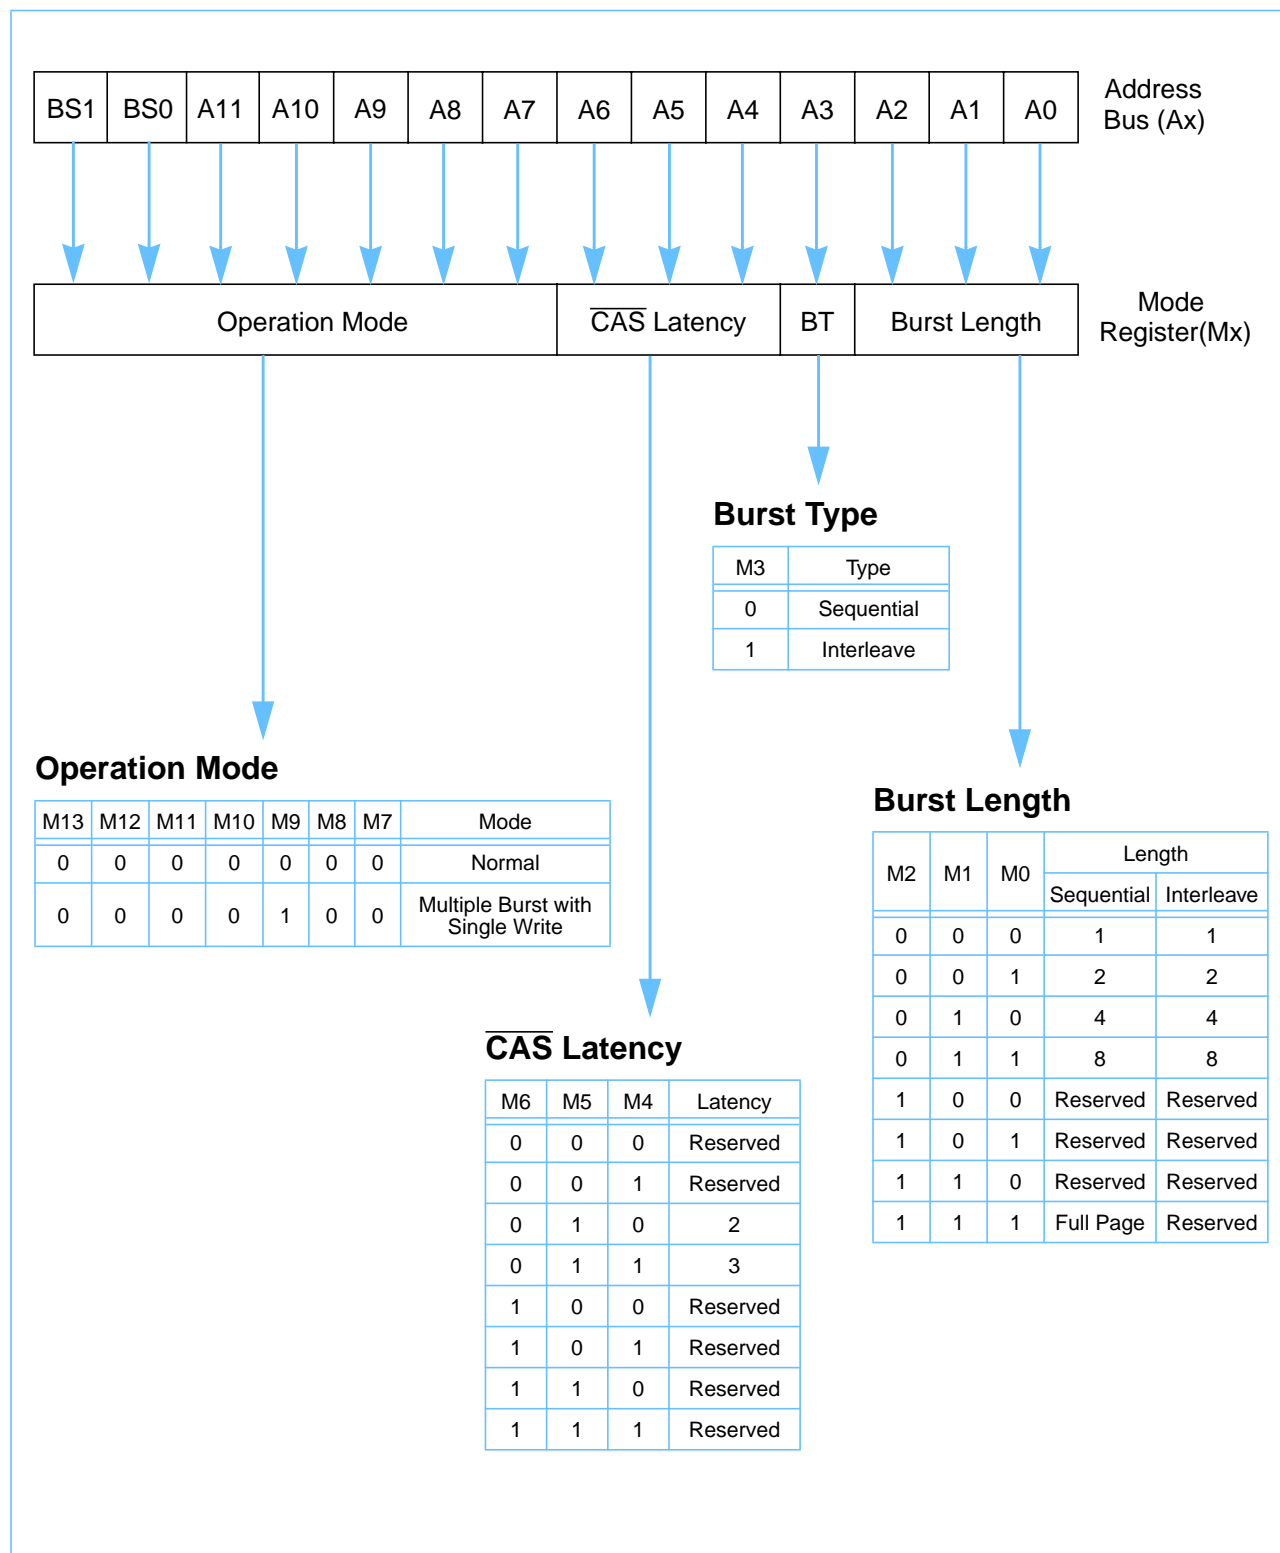 BS1 BS0 A11 A10 A9 A8 A7 A6 A5 A4 A3 A2 A1 A0
Address
Bus (Ax)
Operation Mode CAS Latency BT Burst Length
Mode
Register(Mx)
Burst Type
M3 Type
0 Sequential
1 Interleave
Operation Mode
M13 M12 M11 M10 M9 M8 M7 Mode
0 0 0 0 0 0 0 Normal
0 0 0 0 1 0 0 Multiple Burst with
Single Write
Burst Length
M2 M1 M0 Length
Sequential Interleave
0 0 0 1 1
0 0 1 2 2
0 1 0 4 4
0 1 1 8 8
1 0 0 Reserved Reserved
1 0 1 Reserved Reserved
1 1 0 Reserved Reserved
1 1 1 Full Page Reserved
CAS Latency
M6 M5 M4 Latency
0 0 0 Reserved
0 0 1 Reserved
0 1 0 2
0 1 1 3
1 0 0 Reserved
1 0 1 Reserved
1 1 0 Reserved
1 1 1 Reserved